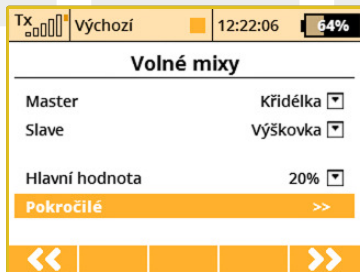 Tx Výchozí 12:22:06 64%
Volné mixy
Master Křidélka
Slave Výškovka
Hlavní hodnota 20%
Pokročilé >>